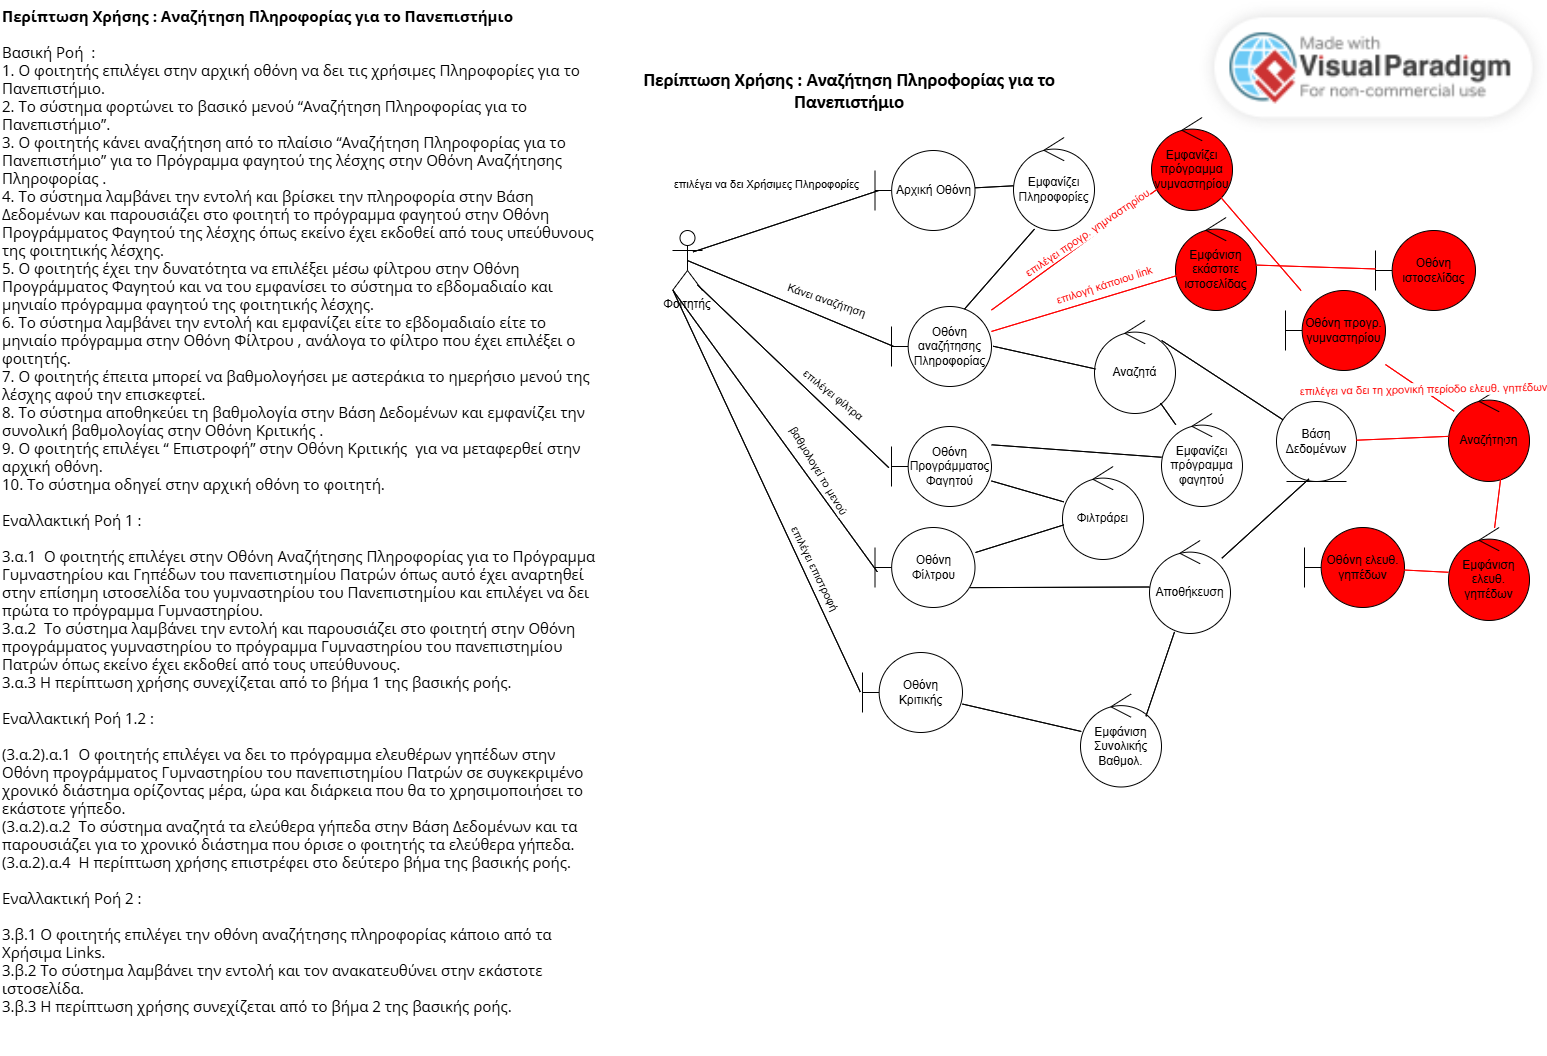 Περίπτωση Χρήσης : Αναζήτηση Πληροφορίας για το Πανεπιστήμιο
Βασική Ροή  :
1. Ο φοιτητής επιλέγει στην αρχική οθόνη να δει τις χρήσιμες Πληροφορίες για το
Πανεπιστήμιο.
2. Το σύστημα φορτώνει το βασικό μενού “Αναζήτηση Πληροφορίας για το
Πανεπιστήμιο”.
3. Ο φοιτητής κάνει αναζήτηση από το πλαίσιο “Αναζήτηση Πληροφορίας για το
Πανεπιστήμιο” για το Πρόγραμμα φαγητού της λέσχης στην Οθόνη Αναζήτησης
Πληροφορίας .
4. Το σύστημα λαμβάνει την εντολή και βρίσκει την πληροφορία στην Βάση
Δεδομένων και παρουσιάζει στο φοιτητή το πρόγραμμα φαγητού στην Οθόνη
Προγράμματος Φαγητού της λέσχης όπως εκείνο έχει εκδοθεί από τους υπεύθυνους
της φοιτητικής λέσχης.
5. Ο φοιτητής έχει την δυνατότητα να επιλέξει μέσω φίλτρου στην Οθόνη
Προγράμματος Φαγητού και να του εμφανίσει το σύστημα το εβδομαδιαίο και
μηνιαίο πρόγραμμα φαγητού της φοιτητικής λέσχης.
6. Το σύστημα λαμβάνει την εντολή και εμφανίζει είτε το εβδομαδιαίο είτε το
μηνιαίο πρόγραμμα στην Οθόνη Φίλτρου , ανάλογα το φίλτρο που έχει επιλέξει ο
φοιτητής.
7. Ο φοιτητής έπειτα μπορεί να βαθμολογήσει με αστεράκια το ημερήσιο μενού της
λέσχης αφού την επισκεφτεί.
8. Το σύστημα αποθηκεύει τη βαθμολογία στην Βάση Δεδομένων και εμφανίζει την
συνολική βαθμολογίας στην Οθόνη Κριτικής .
9. Ο φοιτητής επιλέγει “ Επιστροφή” στην Οθόνη Κριτικής  για να μεταφερθεί στην
αρχική οθόνη.
10. Το σύστημα οδηγεί στην αρχική οθόνη το φοιτητή.
Εναλλακτική Ροή 1 :
3.α.1  Ο φοιτητής επιλέγει στην Οθόνη Αναζήτησης Πληροφορίας για το Πρόγραμμα
Γυμναστηρίου και Γηπέδων του πανεπιστημίου Πατρών όπως αυτό έχει αναρτηθεί
στην επίσημη ιστοσελίδα του γυμναστηρίου του Πανεπιστημίου και επιλέγει να δει
πρώτα το πρόγραμμα Γυμναστηρίου.
3.α.2  Το σύστημα λαμβάνει την εντολή και παρουσιάζει στο φοιτητή στην Οθόνη
προγράμματος γυμναστηρίου το πρόγραμμα Γυμναστηρίου του πανεπιστημίου
Πατρών όπως εκείνο έχει εκδοθεί από τους υπεύθυνους.
3.α.3 Η περίπτωση χρήσης συνεχίζεται από το βήμα 1 της βασικής ροής.
Εναλλακτική Ροή 1.2 :
(3.α.2).α.1  Ο φοιτητής επιλέγει να δει το πρόγραμμα ελευθέρων γηπέδων στην
Οθόνη προγράμματος Γυμναστηρίου του πανεπιστημίου Πατρών σε συγκεκριμένο
χρονικό διάστημα ορίζοντας μέρα, ώρα και διάρκεια που θα το χρησιμοποιήσει το
εκάστοτε γήπεδο.
(3.α.2).α.2  Το σύστημα αναζητά τα ελεύθερα γήπεδα στην Βάση Δεδομένων και τα
παρουσιάζει για το χρονικό διάστημα που όρισε ο φοιτητής τα ελεύθερα γήπεδα.
(3.α.2).α.4  Η περίπτωση χρήσης επιστρέφει στο δεύτερο βήμα της βασικής ροής.
Εναλλακτική Ροή 2 :
3.β.1 Ο φοιτητής επιλέγει την οθόνη αναζήτησης πληροφορίας κάποιο από τα
Χρήσιμα Links.
3.β.2 Το σύστημα λαμβάνει την εντολή και τον ανακατευθύνει στην εκάστοτε
ιστοσελίδα.
3.β.3 Η περίπτωση χρήσης συνεχίζεται από το βήμα 2 της βασικής ροής.
Περίπτωση Χρήσης : Αναζήτηση Πληροφορίας για το
Πανεπιστήμιο
Made with
VisualParadigm
For non-commercial use
επιλέγει να δει Χρήσιμες Πληροφορίες
Αρχική Οθόνη
Εμφανίζει
Πληροφορίες
Εμφανίζει
πρόγραμμα
γυμναστηρίου
επιλέγει προγρ. γημναστηρίου
Φοιτητής
Κάνει αναζήτηση
επιλογή κάποιου link
Εμφάνιση
εκάστοτε
ιστοσελίδας
Οθόνη
ιστοσελίδας
Οθόνη
αναζήτησης
Πληροφορίας
Οθόνη προγρ.
γυμναστηρίου
Αναζητά
επιλέγει φίλτρα
επιλέγει να δει τη χρονική περίοδο ελευθ. γηπέδων
Βάση
Δεδομένων
Αναζήτηση
Οθόνη
Προγράμματος
Φαγητού
Εμφανίζει
πρόγραμμα
φαγητού
βαθμολογεί το μενού
Φιλτράρει
Οθόνη
Φίλτρου
Αποθήκευση
Οθόνη ελευθ.
γηπέδων
Εμφάνιση
ελευθ.
γηπέδων
επιλέγει επιστροφή
Οθόνη
Κριτικής
Εμφάνιση
Συνολικής
Βαθμολ.